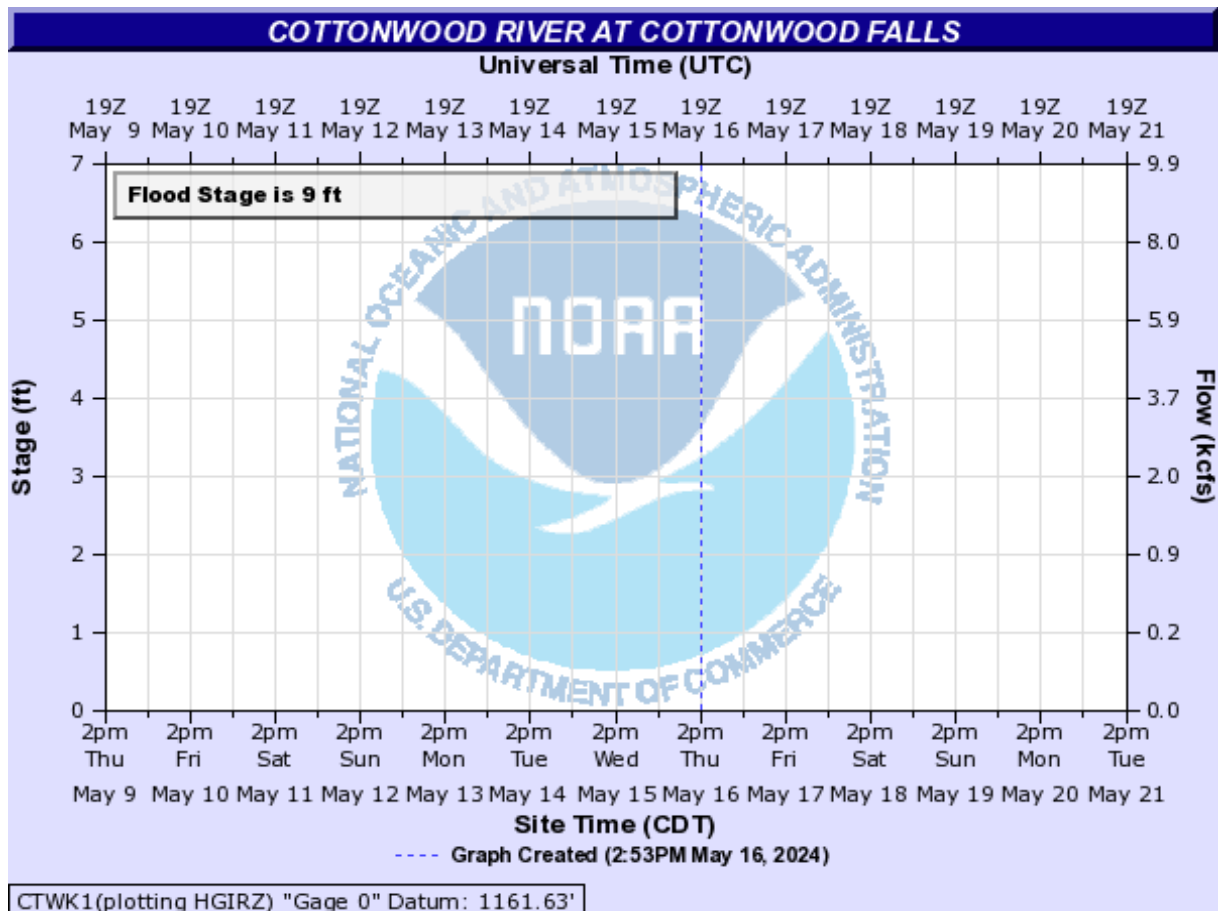 COTTONWOOD RIVER AT COTTONWOOD FALLS
Universal Time (UTC)
19Z 19Z 19Z 19Z 19Z 19Z 19Z 19Z 19Z 19Z 19Z 19Z 19Z
May 9 May 10 May 11 May 12 May 13 May 14 May 15 May 16 May 17 May 18 May 19 May 20 May 21
Flood Stage is 9 ft
7 9.9
6 8.0
5 5.9
4 3.7
3 2.0
2 0.9
1 0.2
0 0.0
Stage (ft)
Flow (kcfs)
NATIONAL OCEANIC AND ATMOSPHERIC ADMINISTRATION
NOAA
U.S. DEPARTMENT OF COMMERCE
2pm 2pm 2pm 2pm 2pm 2pm 2pm 2pm 2pm 2pm 2pm 2pm 2pm
Thu Fri Sat Sun Mon Tue Wed Thu Fri Sat Sun Mon Tue
May 9 May 10 May 11 May 12 May 13 May 14 May 15 May 16 May 17 May 18 May 19 May 20 May 21
Site Time (CDT)
---- Graph Created (2:53PM May 16, 2024)
CTWK1(plotting HGIRZ) "Gage 0" Datum: 1161.63'